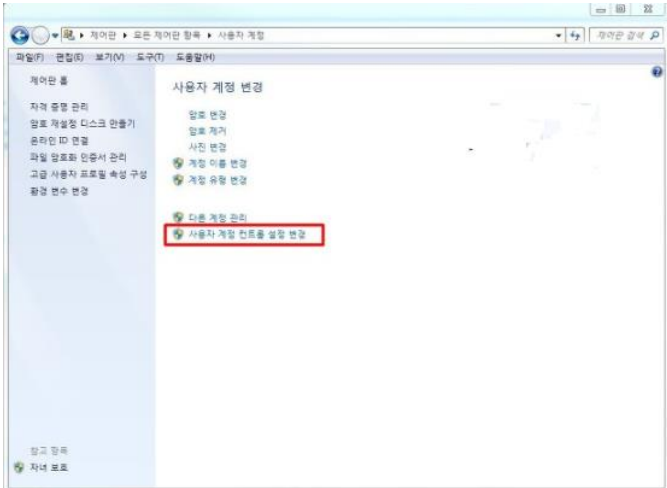 제어판 ▸ 모든 제어판 항목 ▸ 사용자 계정
제어판 검색
파일(F) 편집(E) 보기(V) 도구(T) 도움말(H)
제어판 홈
자격 증명 관리
암호 재설정 디스크 만들기
온라인 ID 연결
파일 암호화 인증서 관리
고급 사용자 프로필 속성 구성
환경 변수 변경
사용자 계정 변경
암호 변경
암호 제거
사진 변경
계정 이름 변경
계정 유형 변경
다른 계정 관리
사용자 계정 컨트롤 설정 변경
참고 항목
자녀 보호